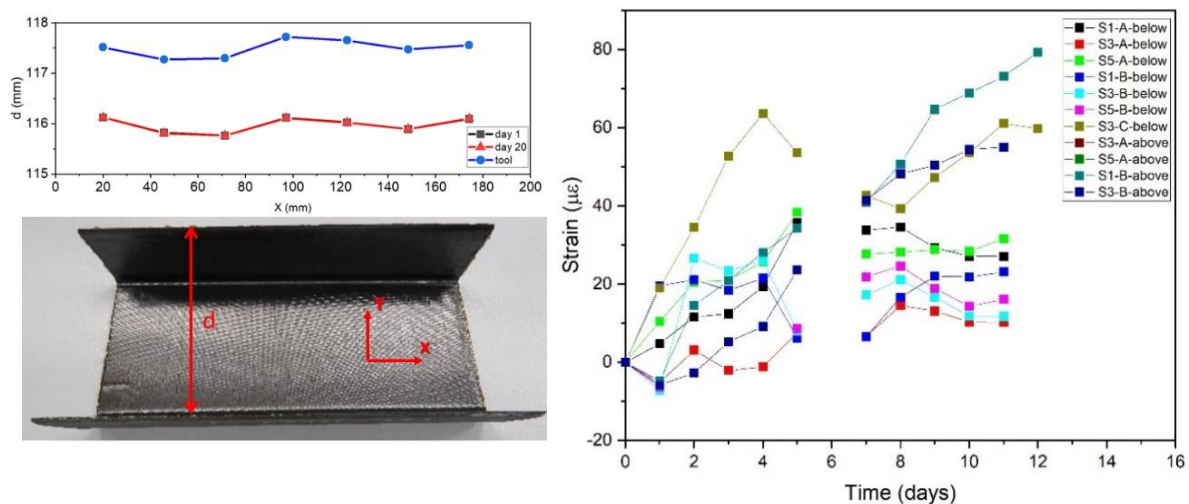 118
117
116
115
d (mm)
day 1
day 20
tool
0 20 40 60 80 100 120 140 160 180 200
X (mm)
d
Y
X
80
60
40
20
0
-20
Strain (με)
S1-A-below
S3-A-below
S5-A-below
S1-B-below
S3-B-below
S5-B-below
S3-C-below
S3-A-above
S5-A-above
S1-B-above
S3-B-above
0 2 4 6 8 10 12 14 16
Time (days)